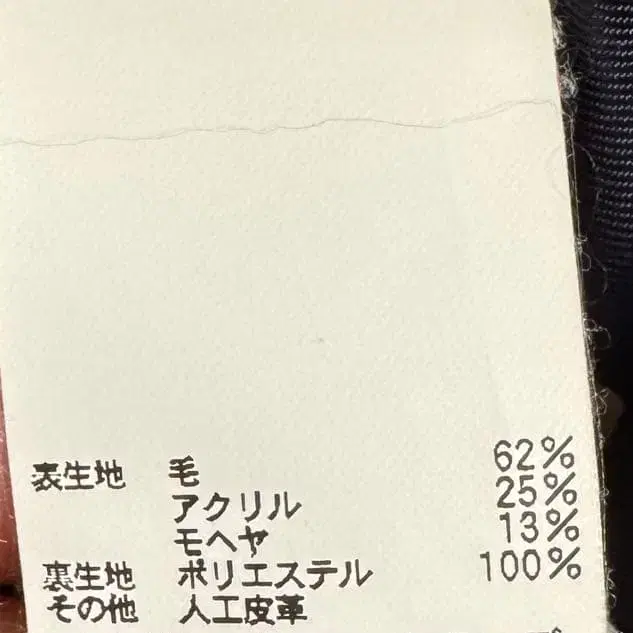 表生地 毛 62%
アクリル 25%
モヘヤ 13%
裏生地 ポリエステル 100%
その他 人工皮革